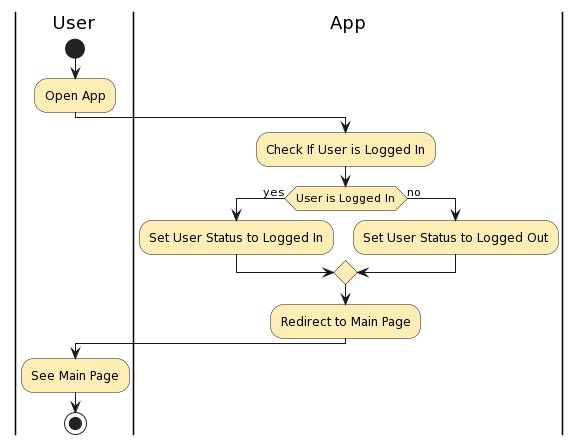 User
App
Open App
Check If User is Logged In
yes
User is Logged In
no
Set User Status to Logged In
Set User Status to Logged Out
Redirect to Main Page
See Main Page